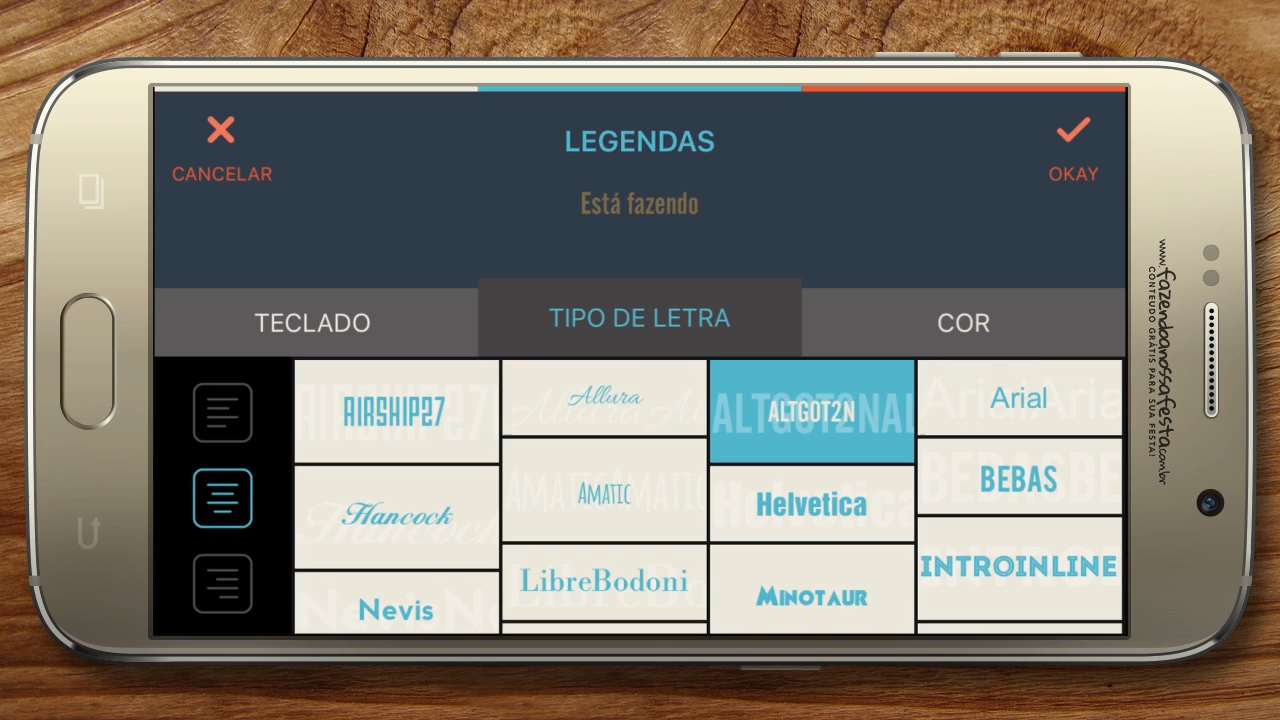 LEGENDAS
CANCELAR
OKAY
Está fazendo
TECLADO
TIPO DE LETRA
COR
AIRSHIP27
Allura
ALTGOT2N
Arial
Hancock
AMATIC
Helvetica
BEBAS
Nevis
LibreBodoni
MINOTAUR
INTROINLINE
www.fazendoanossafesta.com.br
CONTEÚDO GRÁTIS PARA SUA FESTA!